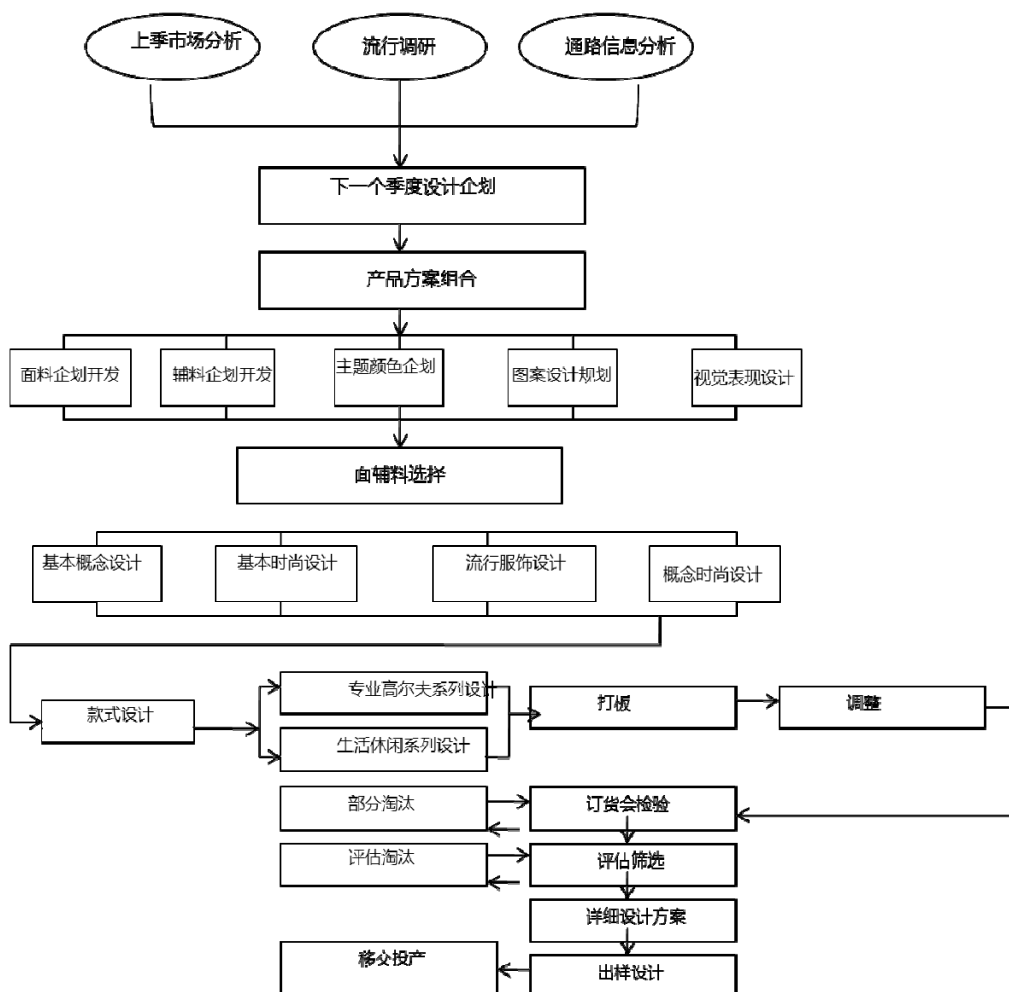 上季市场分析
流行调研
通路信息分析
下一个季度设计企划
产品方案组合
面料企划开发
辅料企划开发
主题颜色企划
图案设计规划
视觉表现设计
面辅料选择
基本概念设计
基本时尚设计
流行服饰设计
概念时尚设计
款式设计
专业高尔夫系列设计
生活休闲系列设计
打板
调整
部分淘汰
订货会检验
评估淘汰
评估筛选
详细设计方案
移交投产
出样设计